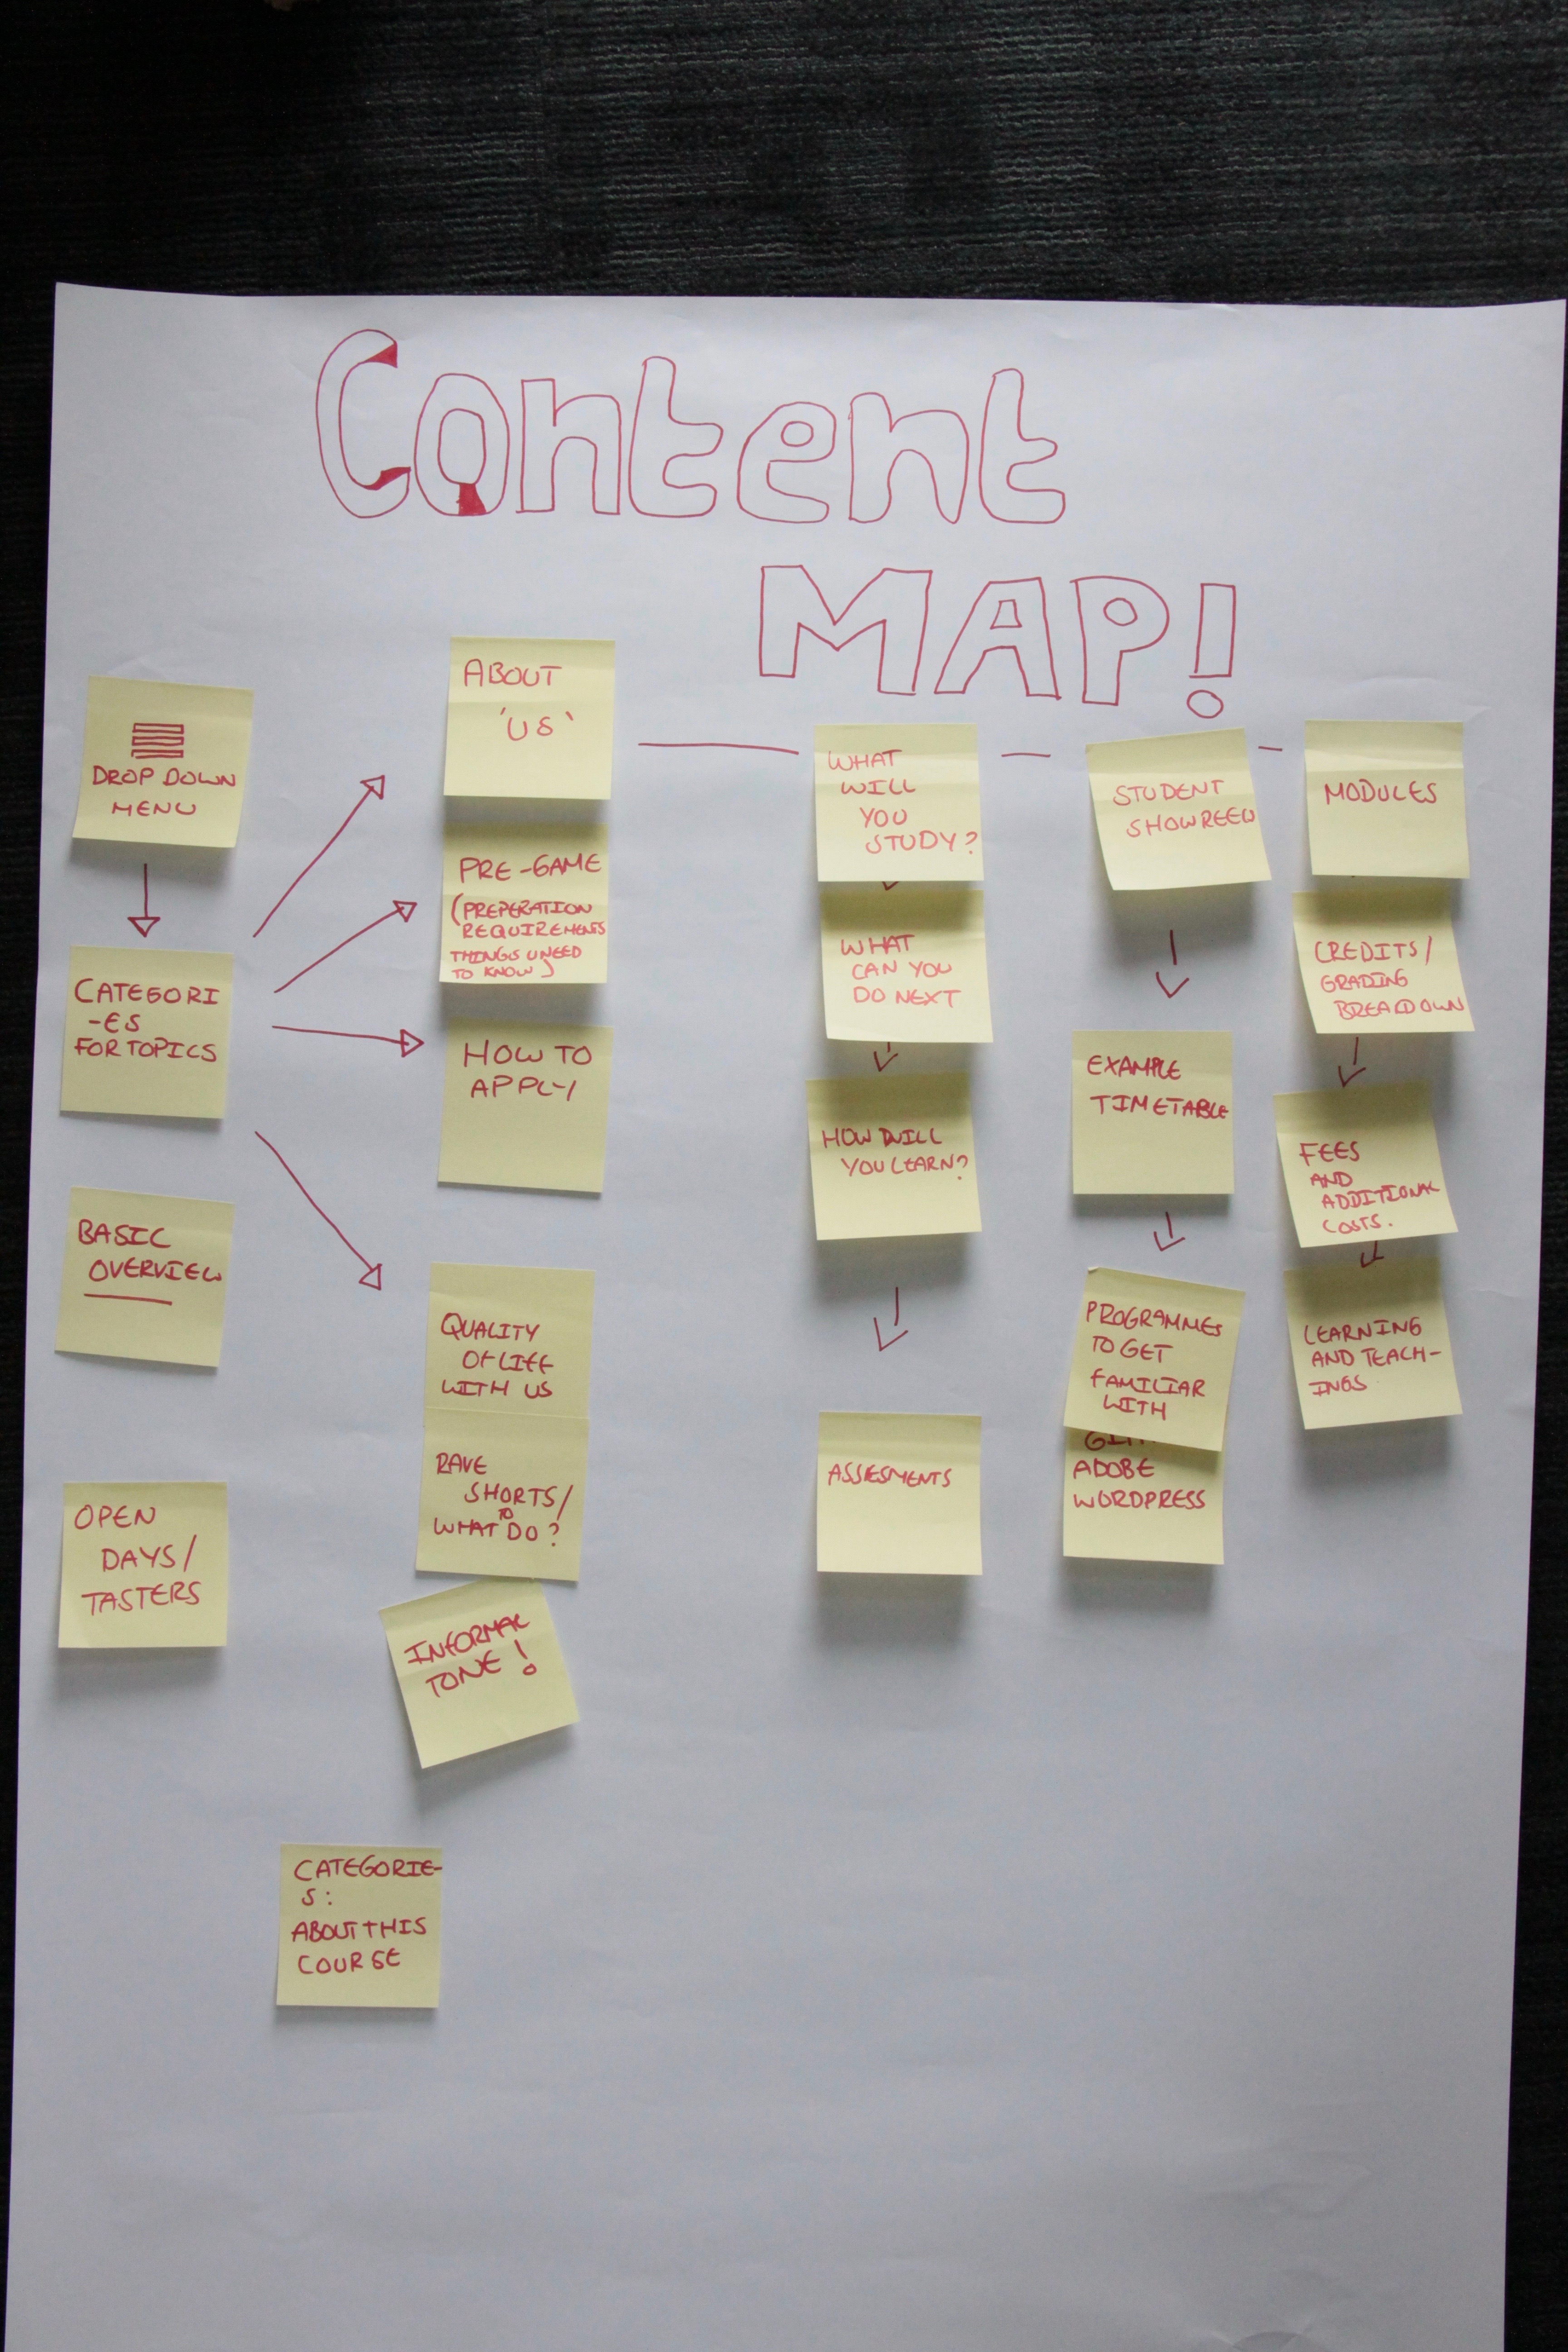 Content
MAP!
DROP DOWN
MENU
CATEGORI
-ES
FOR TOPICS
BASIC
OVERVIEW
OPEN
DAYS/
TASTERS
ABOUT
'US'
PRE-GAME
(PREPERATION
REQUIREMENTS
THINGS U NEED
TO KNOW)
HOW TO
APPLY
QUALITY
OF LIFE
WITH US
RAVE
SHORTS/
TO
WHAT DO?
INFORMAL
TONE!
CATEGORIE-
S:
ABOUT THIS
COURSE
WHAT
WILL
YOU
STUDY?
WHAT
CAN YOU
DO NEXT
HOW WILL
YOU LEARN?
ASSESMENTS
STUDENT
SHOWREEL
EXAMPLE
TIMETABLE
PROGRAMMES
TO GET
FAMILIAR
WITH
ADOBE
WORDPRESS
MODULES
CREDITS/
GRADING
BREAKDOWN
FEES
AND
ADDITIONAL
COSTS.
LEARNING
AND TEACH-
INGS